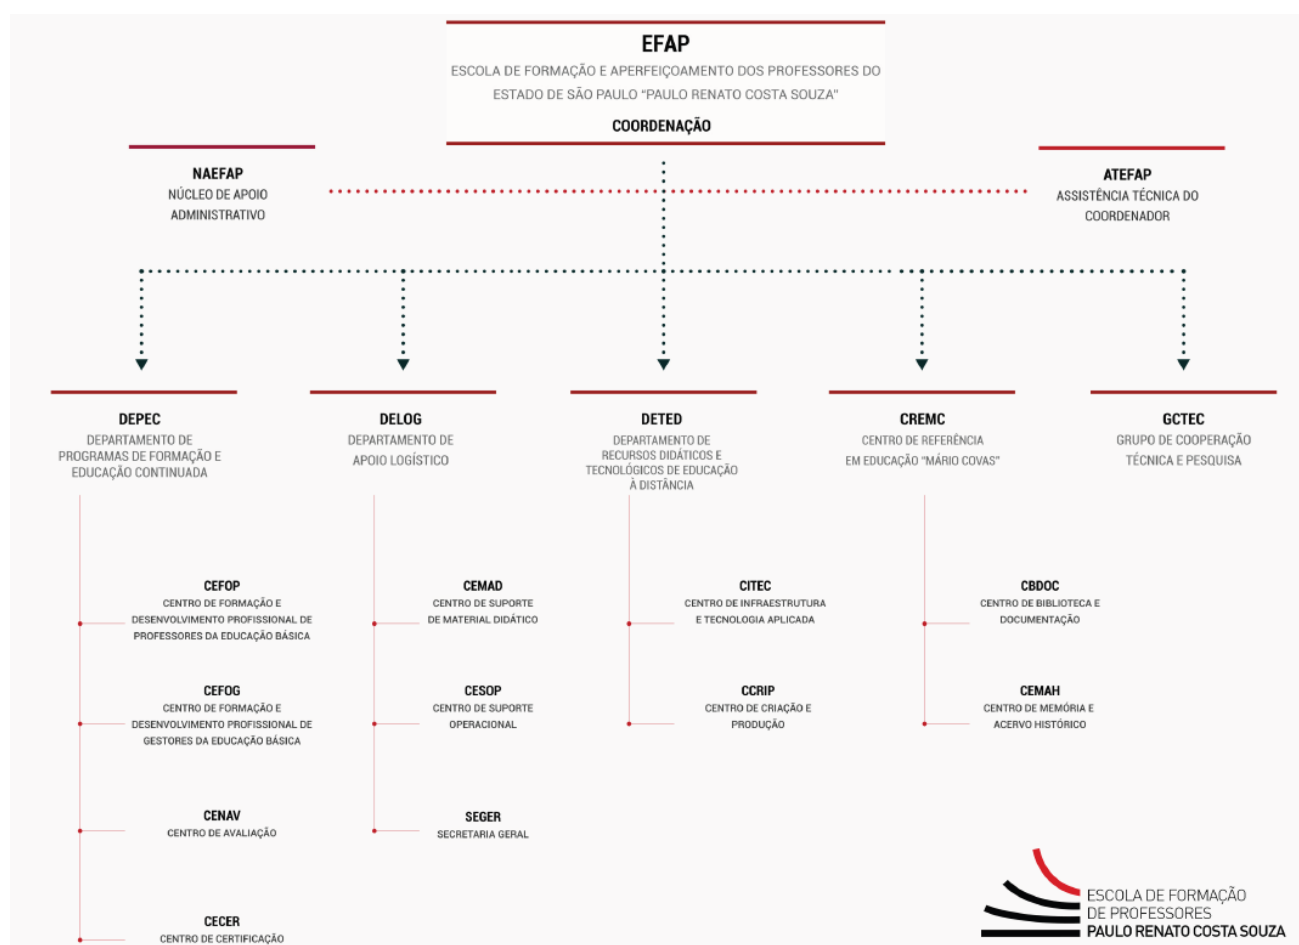 EFAP
ESCOLA DE FORMAÇÃO E APERFEIÇOAMENTO DOS PROFESSORES DO
ESTADO DE SÃO PAULO “PAULO RENATO COSTA SOUZA”
COORDENAÇÃO
NAEFAP
NÚCLEO DE APOIO
ADMINISTRATIVO
ATEFAP
ASSISTÊNCIA TÉCNICA DO
COORDENADOR
DEPEC
DEPARTAMENTO DE
PROGRAMAS DE FORMAÇÃO E
EDUCAÇÃO CONTINUADA
DELOG
DEPARTAMENTO DE
APOIO LOGÍSTICO
DETED
DEPARTAMENTO DE
RECURSOS DIDÁTICOS E
TECNOLÓGICOS DE EDUCAÇÃO
À DISTÂNCIA
CREMC
CENTRO DE REFERÊNCIA
EM EDUCAÇÃO “MÁRIO COVAS”
GCTEC
GRUPO DE COOPERAÇÃO
TÉCNICA E PESQUISA
CEFOP
CENTRO DE FORMAÇÃO E
DESENVOLVIMENTO PROFISSIONAL DE
PROFESSORES DA EDUCAÇÃO BÁSICA
CEFOG
CENTRO DE FORMAÇÃO E
DESENVOLVIMENTO PROFISSIONAL DE
GESTORES DA EDUCAÇÃO BÁSICA
CENAV
CENTRO DE AVALIAÇÃO
CECER
CENTRO DE CERTIFICAÇÃO
CEMAD
CENTRO DE SUPORTE
DE MATERIAL DIDÁTICO
CESOP
CENTRO DE SUPORTE
OPERACIONAL
SEGER
SECRETARIA GERAL
CITEC
CENTRO DE INFRAESTRUTURA
E TECNOLOGIA APLICADA
CCRIP
CENTRO DE CRIAÇÃO E
PRODUÇÃO
CBDOC
CENTRO DE BIBLIOTECA E
DOCUMENTAÇÃO
CEMAH
CENTRO DE MEMÓRIA E
ACERVO HISTÓRICO
ESCOLA DE FORMAÇÃO
DE PROFESSORES
PAULO RENATO COSTA SOUZA